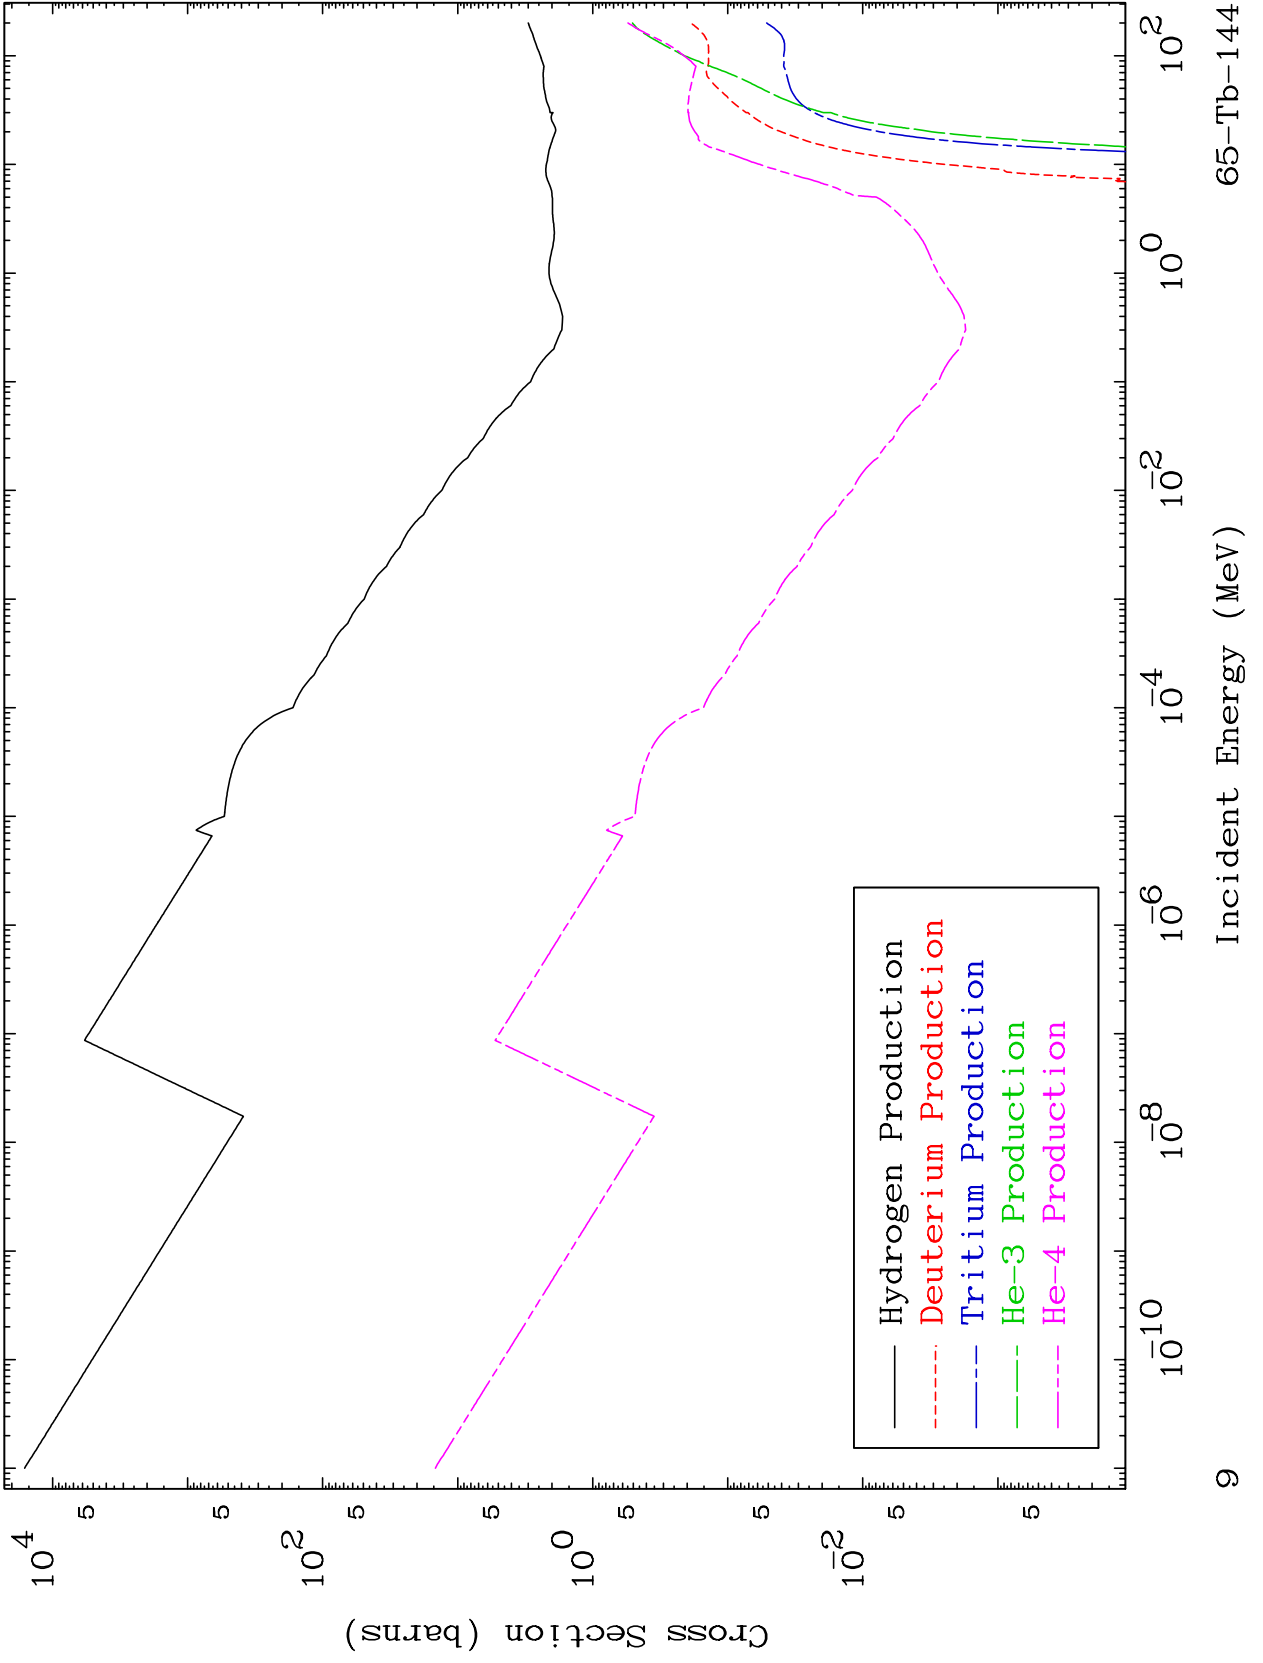 Cross Section (barns)
10^4
5
5
10^2
5
5
10^0
5
5
10^-2
5
5
Hydrogen Production
Deuterium Production
Tritium Production
He-3 Production
He-4 Production
10^-10
10^-8
10^-6
10^-4
10^-2
10^0
10^2
Incident Energy (MeV)
9
65-Tb-144